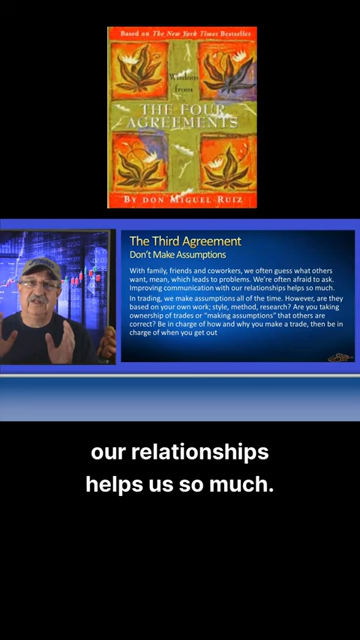 Based on The New York Times Bestseller
Wisdom
from
THE FOUR
AGREEMENTS
BY DON MIGUEL RUIZ
The Third Agreement
Don't Make Assumptions
With family, friends and coworkers, we often guess what others
want, mean, which leads to problems. We're often afraid to ask.
Improving communication with our relationships helps so much.
In trading, we make assumptions all of the time. However, are they
based on your own work; style, method, research? Are you taking
ownership of trades or "making assumptions" that others are
correct? Be in charge of how and why you make a trade, then be in
charge of when you get out
our relationships
helps us so much.